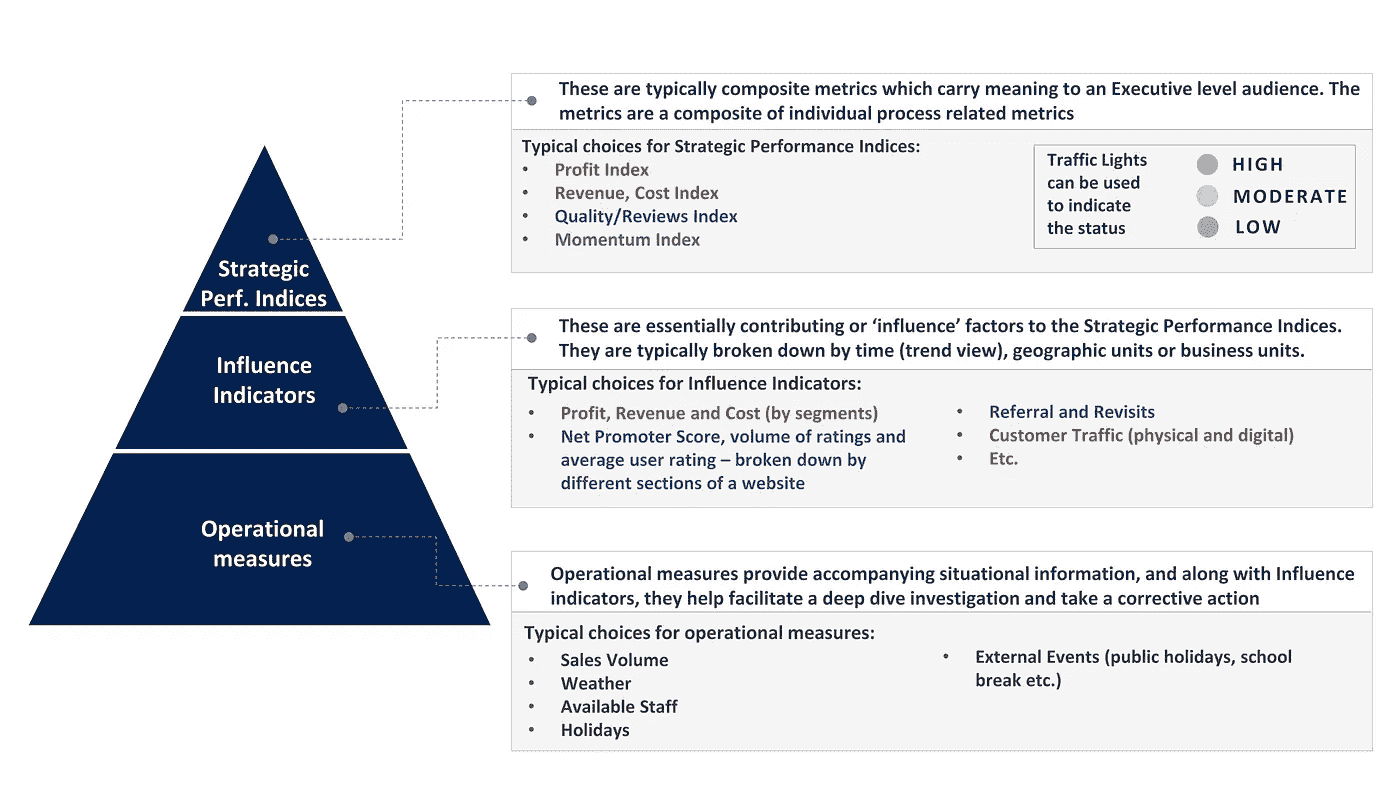 These are typically composite metrics which carry meaning to an Executive level audience. The
metrics are a composite of individual process related metrics
Typical choices for Strategic Performance Indices:
• Profit Index
• Revenue, Cost Index
• Quality/Reviews Index
• Momentum Index
Traffic Lights
can be used
to indicate
the status
HIGH
MODERATE
LOW
Strategic
Perf. Indices
These are essentially contributing or ‘influence’ factors to the Strategic Performance Indices.
They are typically broken down by time (trend view), geographic units or business units.
Influence
Indicators
Typical choices for Influence Indicators:
• Profit, Revenue and Cost (by segments)
• Net Promoter Score, volume of ratings and
average user rating – broken down by
different sections of a website
• Referral and Revisits
• Customer Traffic (physical and digital)
• Etc.
Operational
measures
Operational measures provide accompanying situational information, and along with Influence
indicators, they help facilitate a deep dive investigation and take a corrective action
Typical choices for operational measures:
• Sales Volume
• Weather
• Available Staff
• Holidays
• External Events (public holidays, school
break etc.)